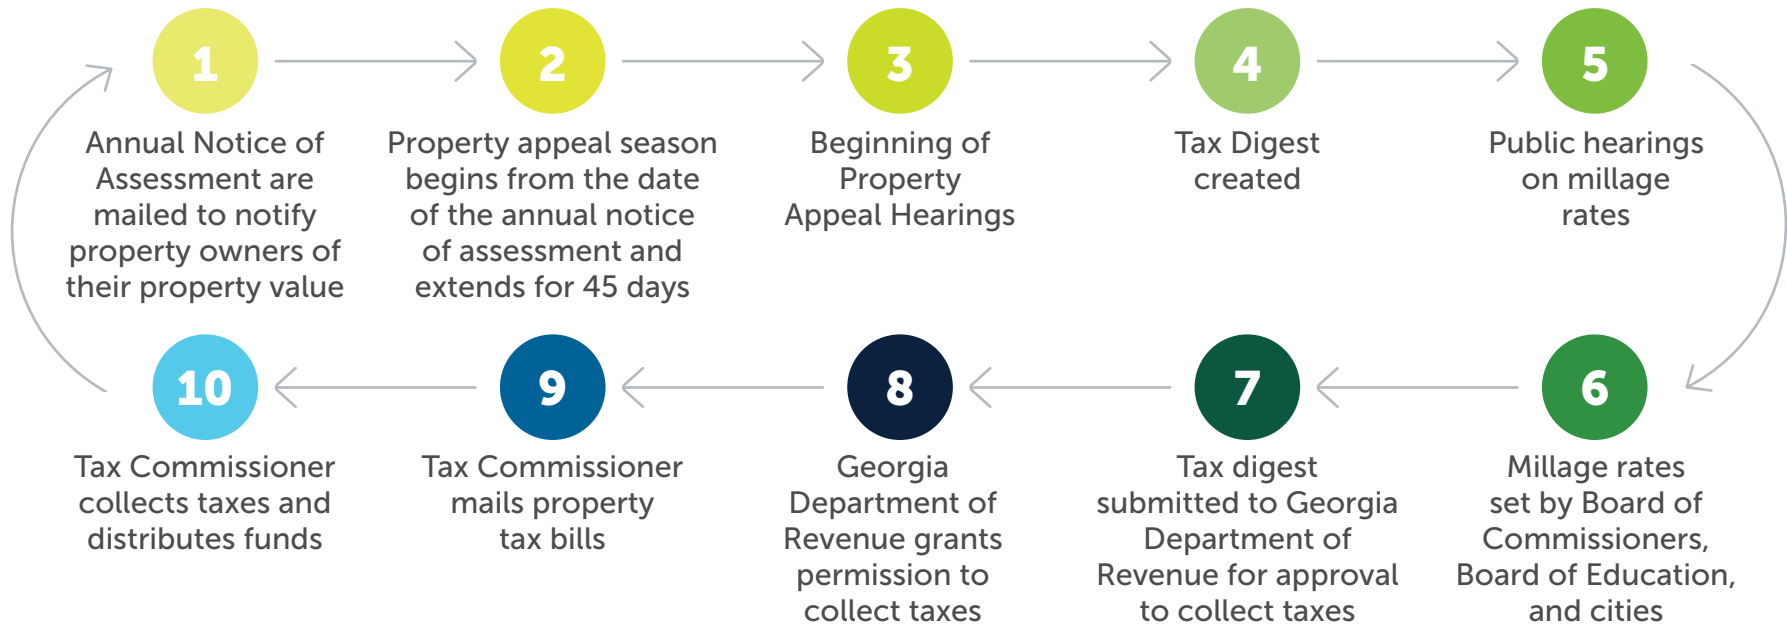 1
Annual Notice of
Assessment are
mailed to notify
property owners of
their property value
2
Property appeal season
begins from the date
of the annual notice
of assessment and
extends for 45 days
3
Beginning of
Property
Appeal Hearings
4
Tax Digest
created
5
Public hearings
on millage
rates
6
Millage rates
set by Board of
Commissioners,
Board of Education,
and cities
7
Tax digest
submitted to Georgia
Department of
Revenue for approval
to collect taxes
8
Georgia
Department of
Revenue grants
permission to
collect taxes
9
Tax Commissioner
mails property
tax bills
10
Tax Commissioner
collects taxes and
distributes funds